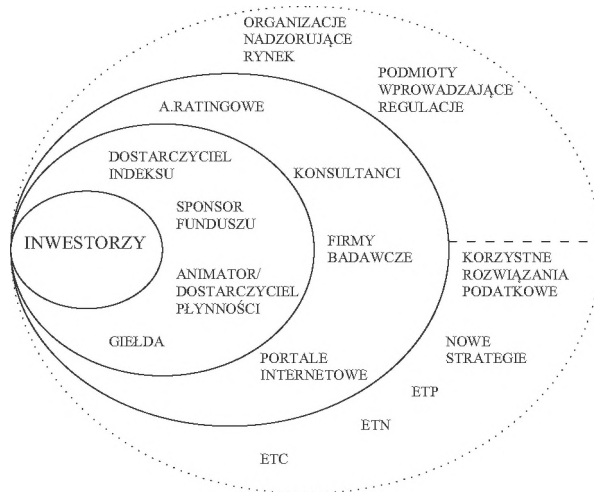 ORGANIZACJE
NADZORUJĄCE
RYNEK
PODMIOTY
WPROWADZAJĄCE
REGULACJE
A.RATINGOWE
DOSTARCZYCIEL
INDEKSU
KONSULTANCI
SPONSOR
FUNDUSZU
INWESTORZY
FIRMY
BADAWCZE
KORZYSTNE
ROZWIĄZANIA
PODATKOWE
ANIMATOR/
DOSTARCZYCIEL
PŁYNNOŚCI
GIEŁDA
PORTALE
INTERNETOWE
NOWE
STRATEGIE
ETP
ETN
ETC